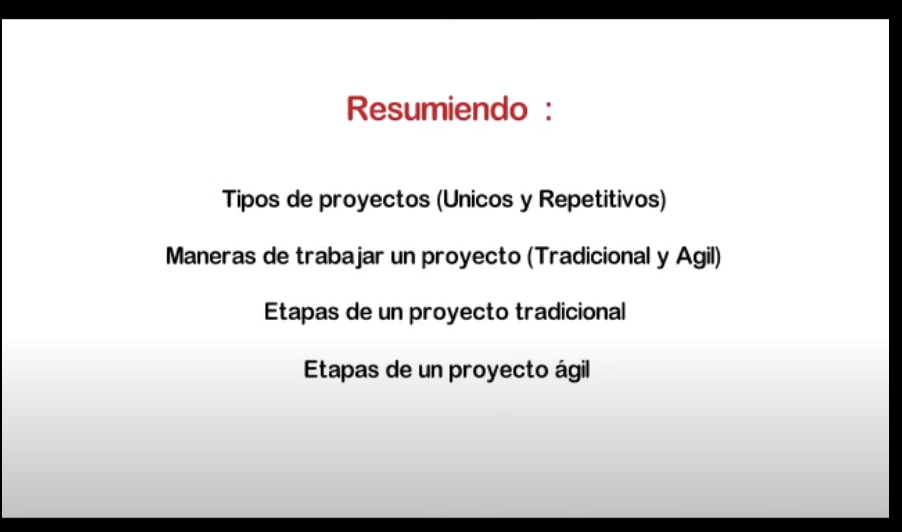 Resumiendo :
Tipos de proyectos (Unicos y Repetitivos)
Maneras de trabajar un proyecto (Tradicional y Agil)
Etapas de un proyecto tradicional
Etapas de un proyecto ágil